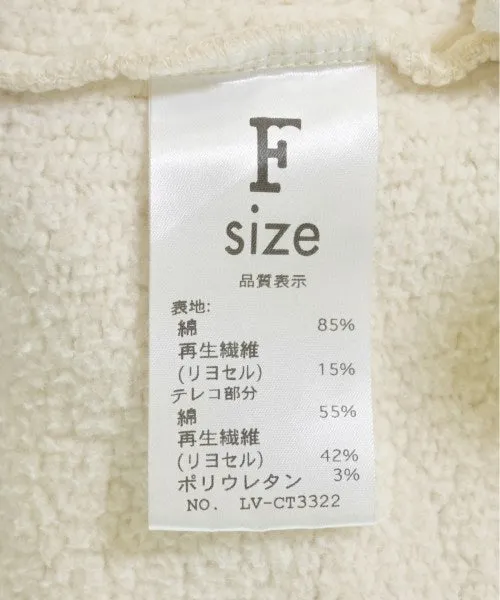 F
size
品質表示
表地:
綿 85%
再生繊維
(リヨセル) 15%
テレコ部分
綿 55%
再生繊維
(リヨセル) 42%
ポリウレタン 3%
NO. LV-CT3322